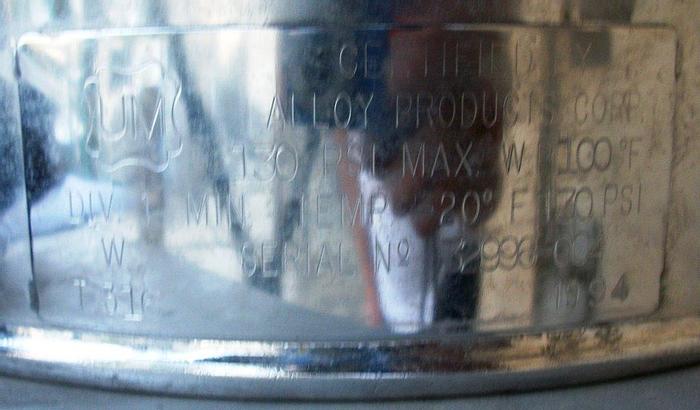 CERTIFIED BY
UM ALLOY PRODUCTS CORP.
130 PSI MAX. W 100°F
DIV. 1 MIN. TEMP. -20° F 170 PSI
W SERIAL Nº
T316 1994